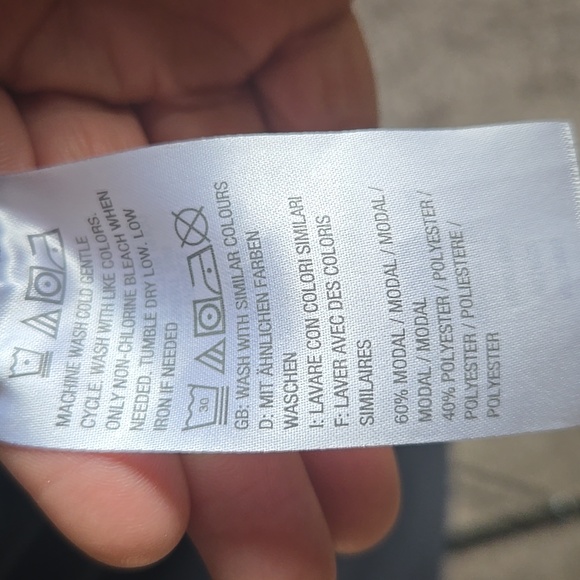 MACHINE WASH COLD GENTLE
CYCLE. WASH WITH LIKE COLORS.
ONLY NON-CHLORINE BLEACH WHEN
NEEDED. TUMBLE DRY LOW. LOW
IRON IF NEEDED
30
GB: WASH WITH SIMILAR COLOURS
D: MIT ÄHNLICHEN FARBEN
WASCHEN
I: LAVARE CON COLORI SIMILARI
F: LAVER AVEC DES COLORIS
SIMILAIRES
60% MODAL / MODAL / MODAL /
MODAL / MODAL
40% POLYESTER / POLYESTER /
POLYESTER / POLIESTERE /
POLYESTER